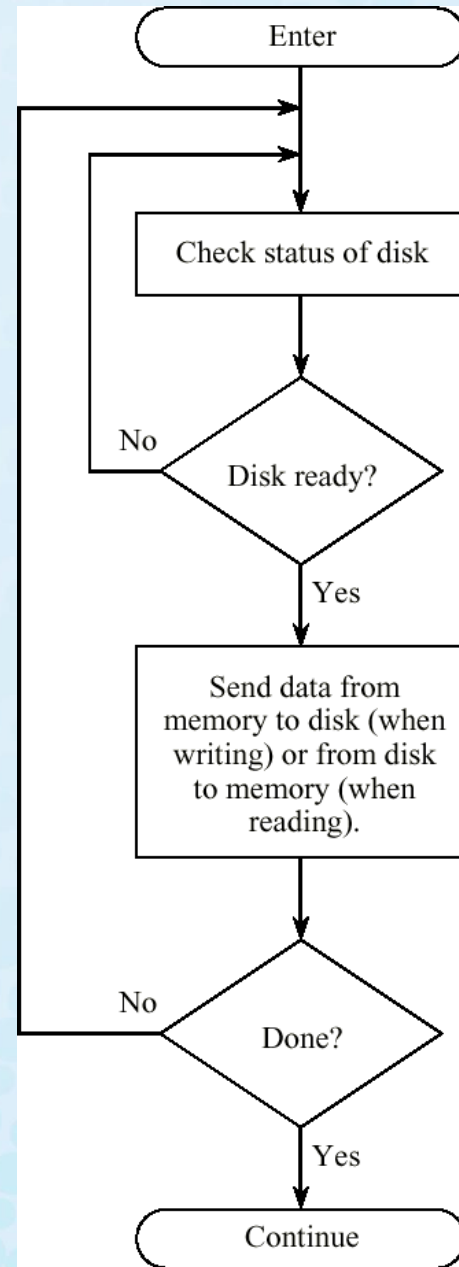 Enter
Check status of disk
No
Disk ready?
Yes
Send data from
memory to disk (when
writing) or from disk
to memory (when
reading).
No
Done?
Yes
Continue